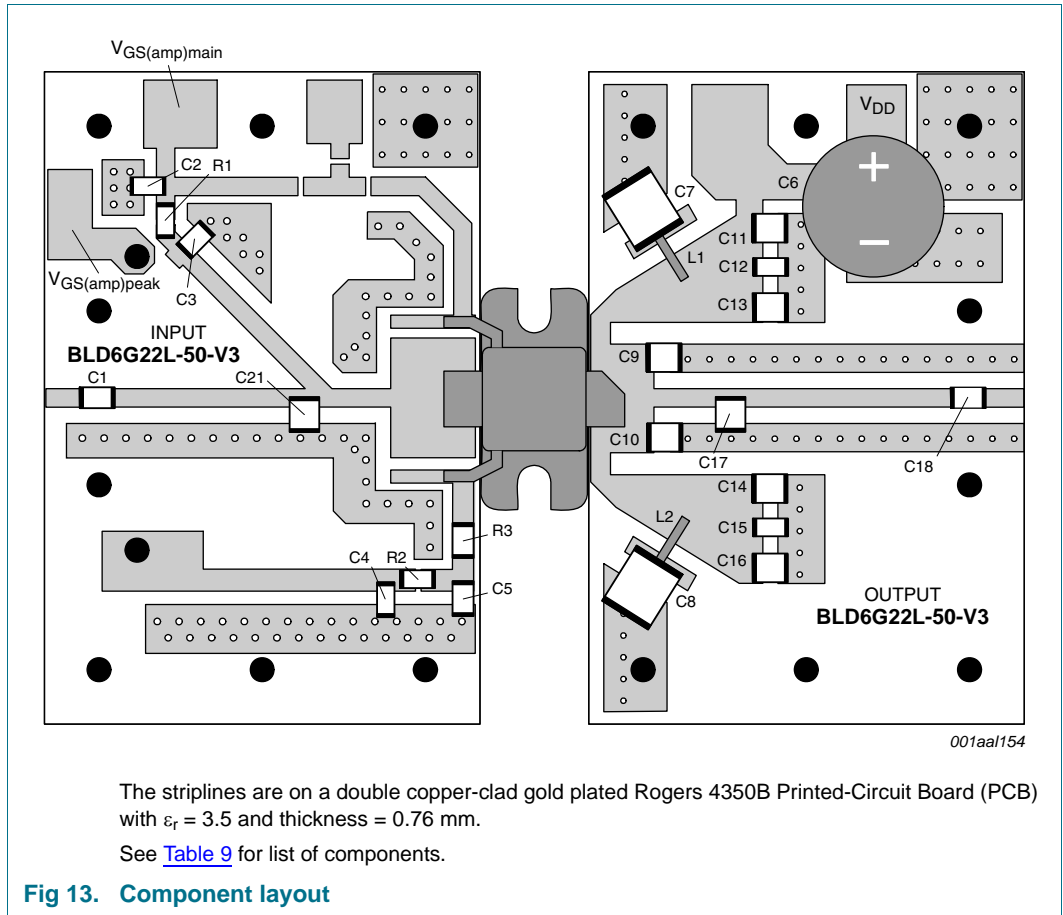 V_GS(amp)main
V_DD
C2
R1
C6
+
C7
C11
L1
−
C12
V_GS(amp)peak
C3
C13
INPUT
BLD6G22L-50-V3
C9
C1
C21
C10
C17
C18
C14
L2
C15
R3
C4
R2
C16
C5
C8
OUTPUT
BLD6G22L-50-V3
001aal154
The striplines are on a double copper-clad gold plated Rogers 4350B Printed-Circuit Board (PCB)
with εr = 3.5 and thickness = 0.76 mm.
See Table 9 for list of components.
Fig 13. Component layout